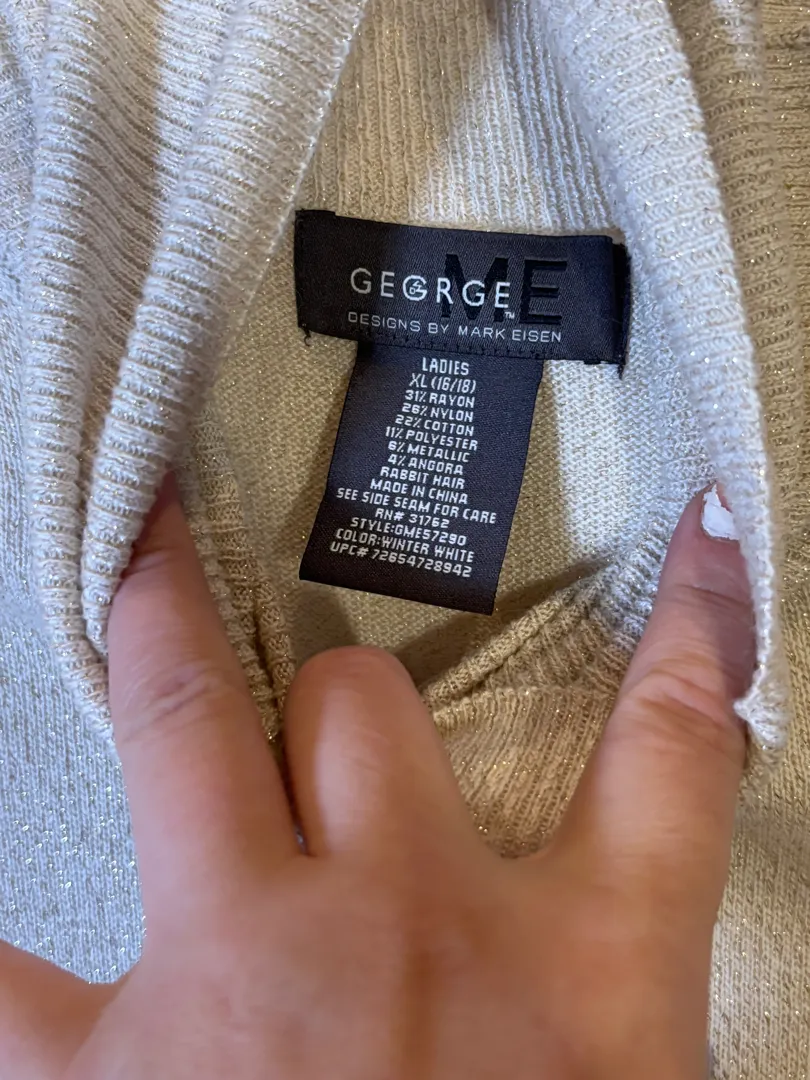 ME
GEORGE™
DESIGNS BY MARK EISEN
LADIES
XL (16/18)
31% RAYON
26% NYLON
22% COTTON
11% POLYESTER
6% METALLIC
4% ANGORA
RABBIT HAIR
MADE IN CHINA
SEE SIDE SEAM FOR CARE
RN# 31762
STYLE:GME57290
COLOR:WINTER WHITE
UPC# 72654728942